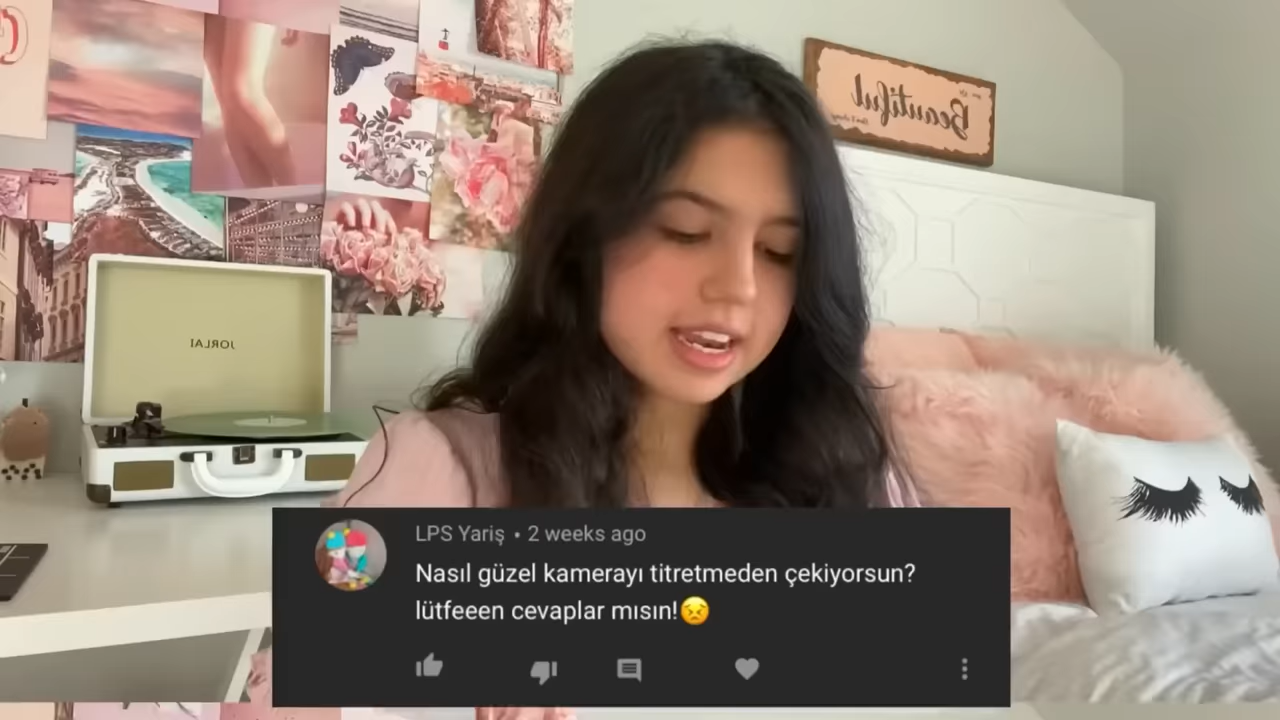 Beautiful
JORLAI
LPS Yariş • 2 weeks ago
Nasıl güzel kamerayı titretmeden çekiyorsun?
lütfeeen cevaplar mısın!😣